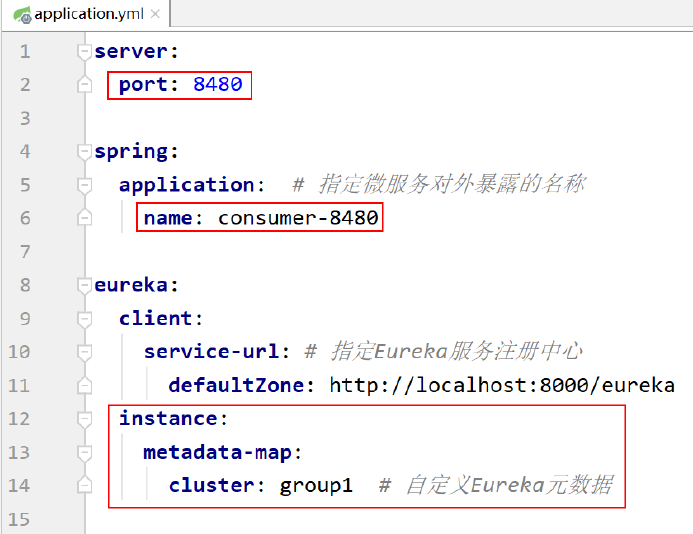 application.yml
1 server:
2 port: 8480
3
4 spring:
5 application: # 指定微服务对外暴露的名称
6 name: consumer-8480
7
8 eureka:
9 client:
10 service-url: # 指定Eureka服务注册中心
11 defaultZone: http://localhost:8000/eureka
12 instance:
13 metadata-map:
14 cluster: group1 # 自定义Eureka元数据
15